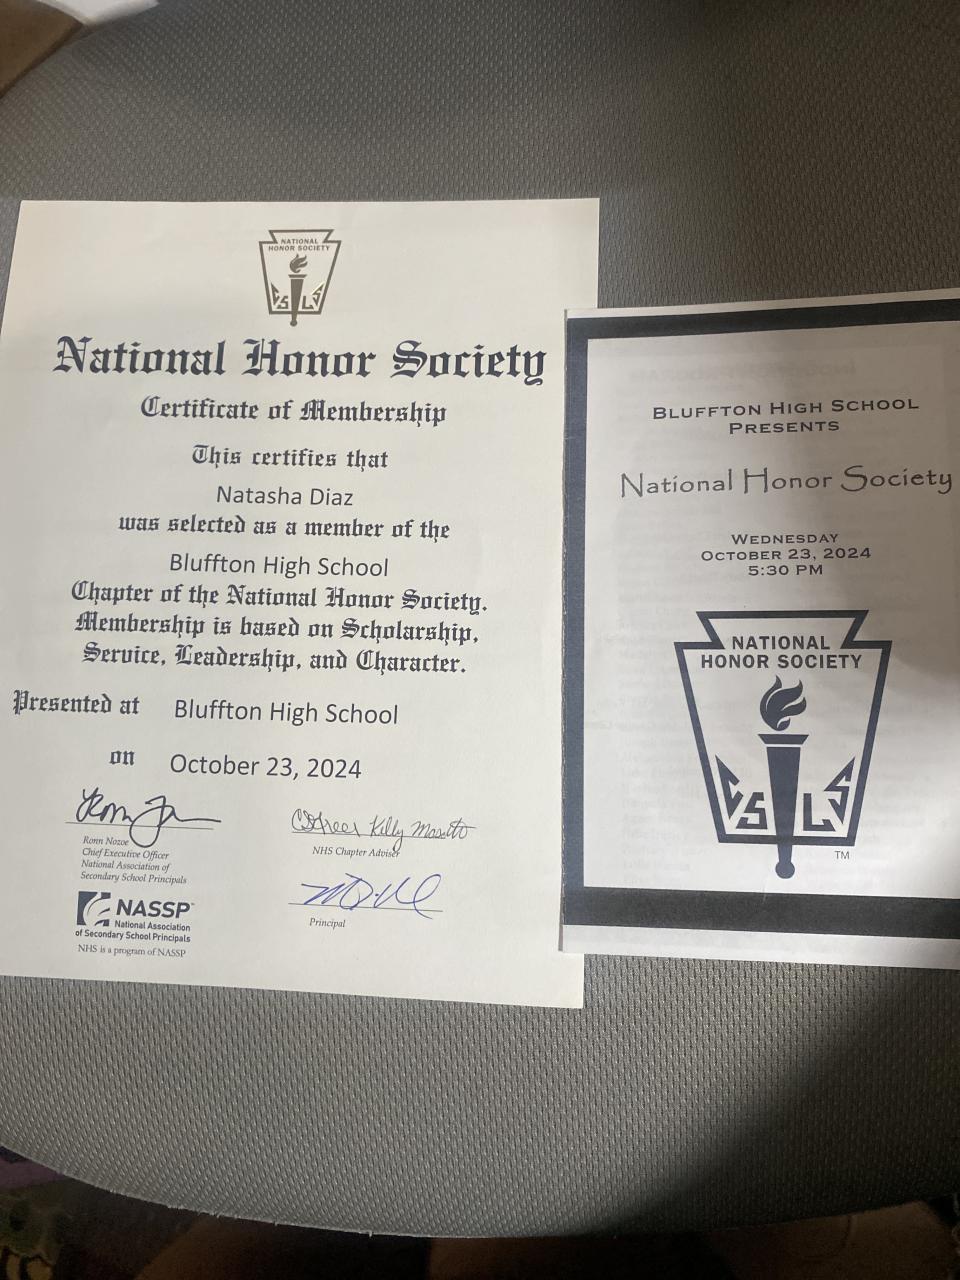 NATIONAL
HONOR SOCIETY
C S L S
National Honor Society
Certificate of Membership
This certifies that
Natasha Diaz
was selected as a member of the
Bluffton High School
Chapter of the National Honor Society.
Membership is based on Scholarship,
Service, Leadership, and Character.
Presented at Bluffton High School
on October 23, 2024
Ronn Nozoe
Chief Executive Officer
National Association of
Secondary School Principals
NASSP
National Association
of Secondary School Principals
NHS is a program of NASSP
Kelly
NHS Chapter Adviser
Principal
BLUFFTON HIGH SCHOOL
PRESENTS
National Honor Society
WEDNESDAY
OCTOBER 23, 2024
5:30 PM
NATIONAL
HONOR SOCIETY
C S L S
TM